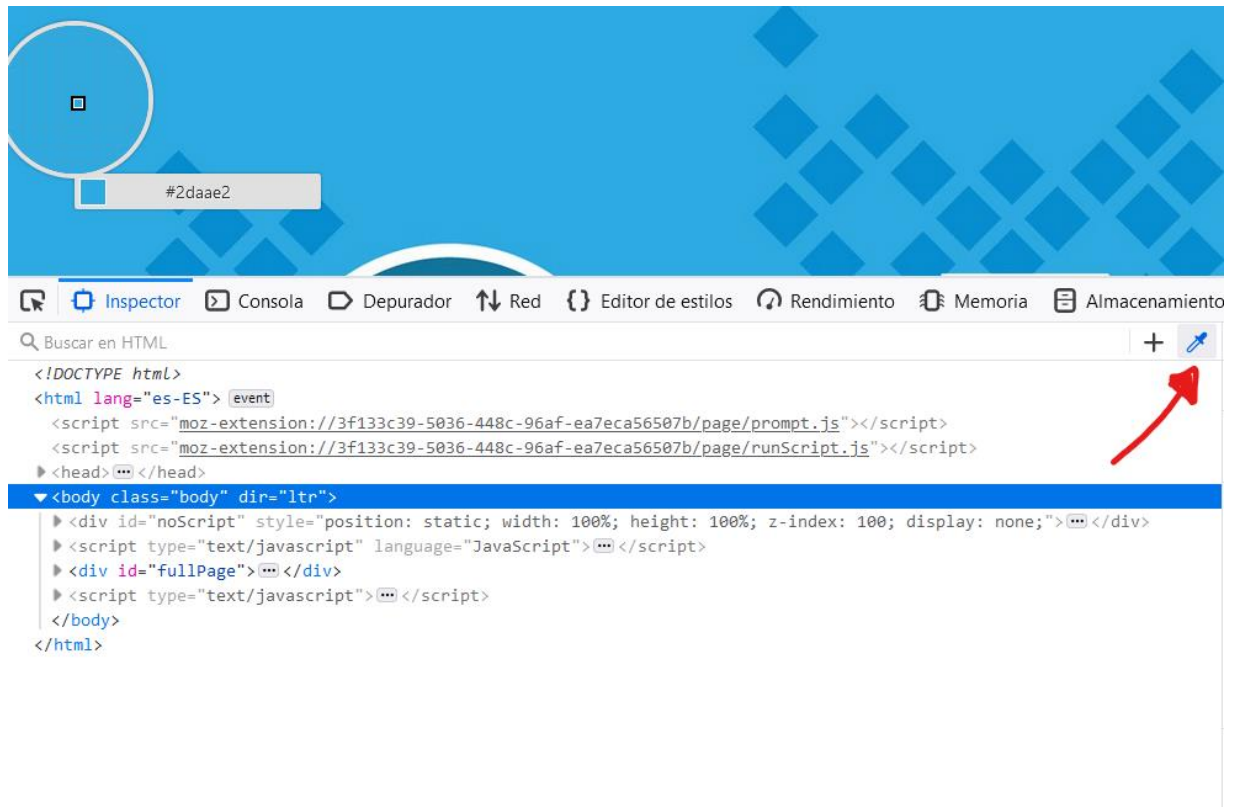 #2daae2
Inspector Consola Depurador Red Editor de estilos Rendimiento Memoria Almacenamiento
Buscar en HTML
<!DOCTYPE html>
<html lang="es-ES"> event
<script src="moz-extension://3f133c39-5036-448c-96af-ea7eca56507b/page/prompt.js"></script>
<script src="moz-extension://3f133c39-5036-448c-96af-ea7eca56507b/page/runScript.js"></script>
<head>…</head>
<body class="body" dir="ltr">
<div id="noScript" style="position: static; width: 100%; height: 100%; z-index: 100; display: none;">…</div>
<script type="text/javascript" language="JavaScript">…</script>
<div id="fullPage">…</div>
<script type="text/javascript">…</script>
</body>
</html>